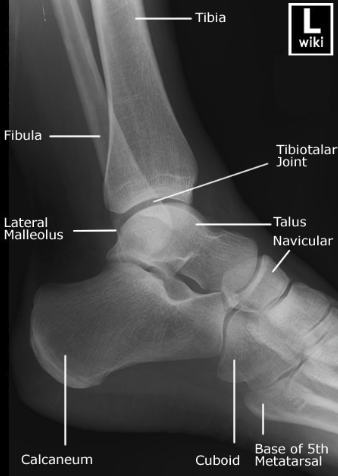 Tibia
L
wiki
Fibula
Tibiotalar
Joint
Lateral
Malleolus
Talus
Navicular
Calcaneum
Cuboid
Base of 5th
Metatarsal